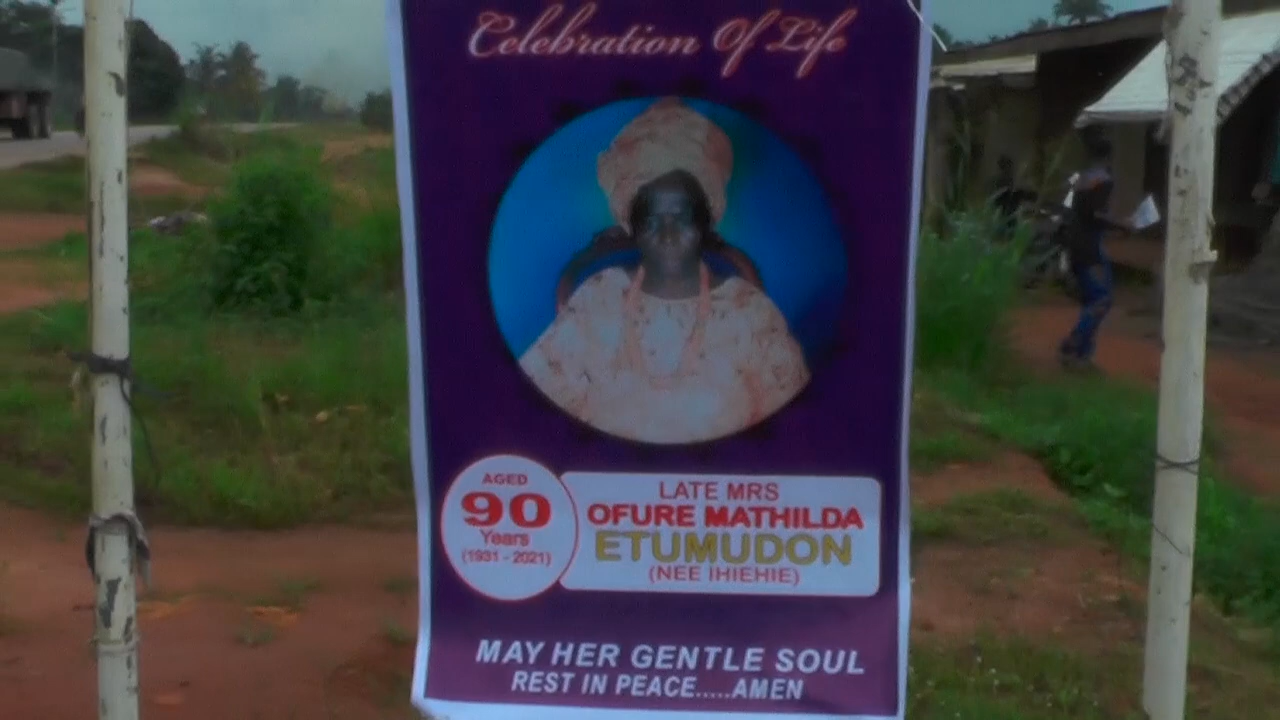 Celebration Of Life
AGED
90
Years
(1931 - 2021)
LATE MRS
OFURE MATHILDA
ETUMUDON
(NEE IHIEHIE)
MAY HER GENTLE SOUL
REST IN PEACE.....AMEN